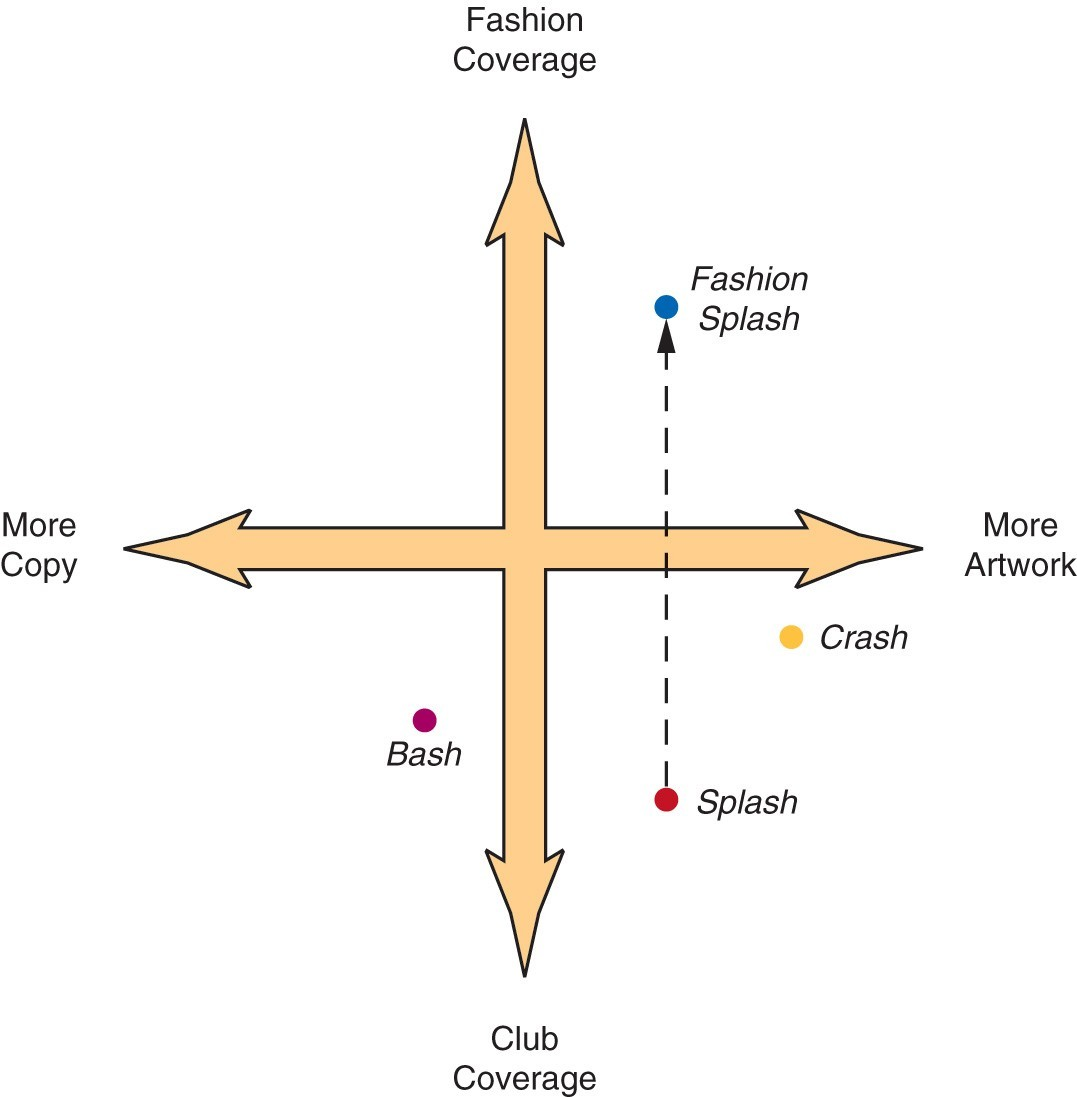 Fashion
Coverage
Fashion
Splash
More
Copy
More
Artwork
Crash
Bash
Splash
Club
Coverage